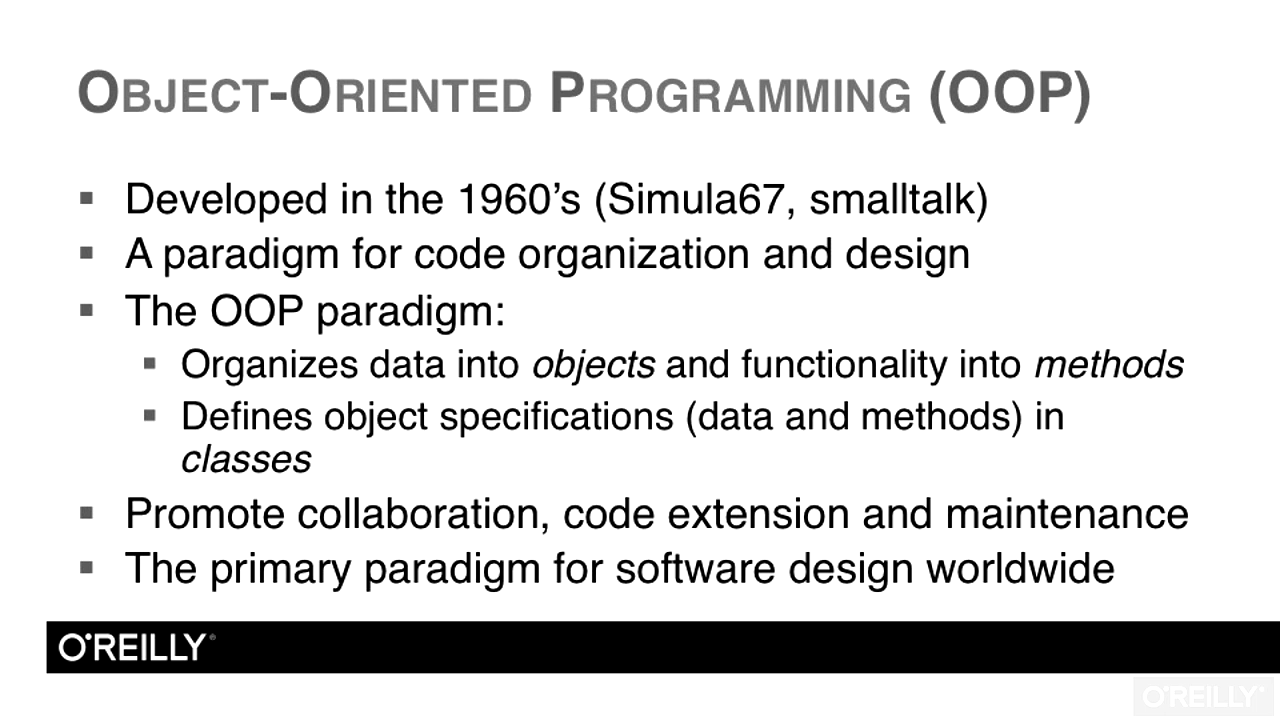 OBJECT-ORIENTED PROGRAMMING (OOP)
▪ Developed in the 1960’s (Simula67, smalltalk)
▪ A paradigm for code organization and design
▪ The OOP paradigm:
▪ Organizes data into objects and functionality into methods
▪ Defines object specifications (data and methods) in
classes
▪ Promote collaboration, code extension and maintenance
▪ The primary paradigm for software design worldwide
O'REILLY®
O'REILLY